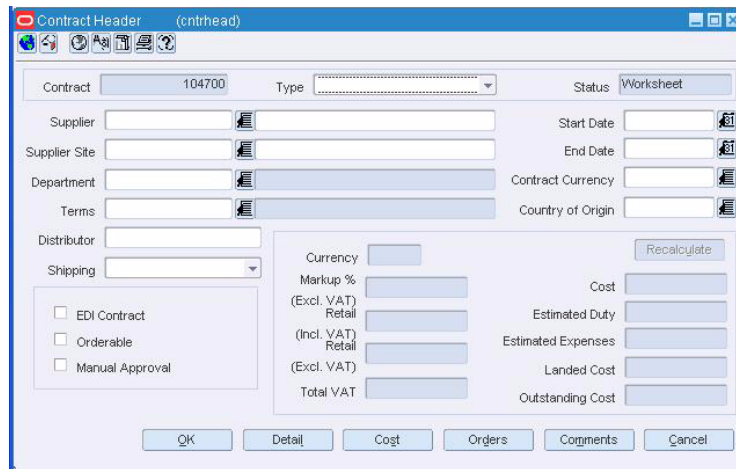 Contract Header (cntrhead)
Contract 104700 Type Status Worksheet
Supplier Start Date
Supplier Site End Date
Department Contract Currency
Terms Country of Origin
Distributor
Shipping
EDI Contract
Orderable
Manual Approval
Currency
Markup %
(Excl. VAT)
Retail
(Incl. VAT)
Retail
(Excl. VAT)
Total VAT
Recalculate
Cost
Estimated Duty
Estimated Expenses
Landed Cost
Outstanding Cost
OK Detail Cost Orders Comments Cancel